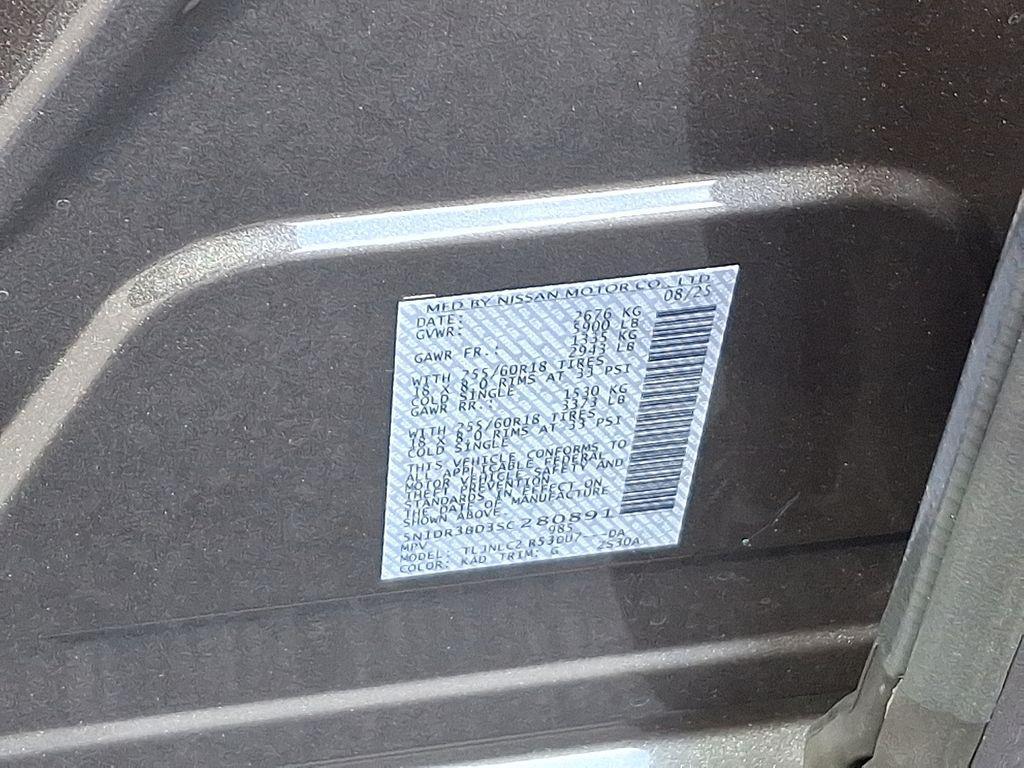 MFD BY NISSAN MOTOR CO., LTD
DATE: 08/25
GVWR: 2676 KG
5900 LB
GAWR FR.: 1335 KG
2943 LB
WITH 255/60R18 TIRES
18 X 8.0 RIMS AT 33 PSI
COLD SINGLE
GAWR RR.: 1530 KG
3373 LB
WITH 255/60R18 TIRES
18 X 8.0 RIMS AT 33 PSI
COLD SINGLE
THIS VEHICLE CONFORMS TO
ALL APPLICABLE FEDERAL
MOTOR VEHICLE SAFETY AND
THEFT PREVENTION
STANDARDS IN EFFECT ON
THE DATE OF MANUFACTURE
SHOWN ABOVE.
5N1DR3BD3SC280891
MPV 985
MODEL: TLJNLC2 R53DU7---DA
COLOR: KAD TRIM: G 2S30A